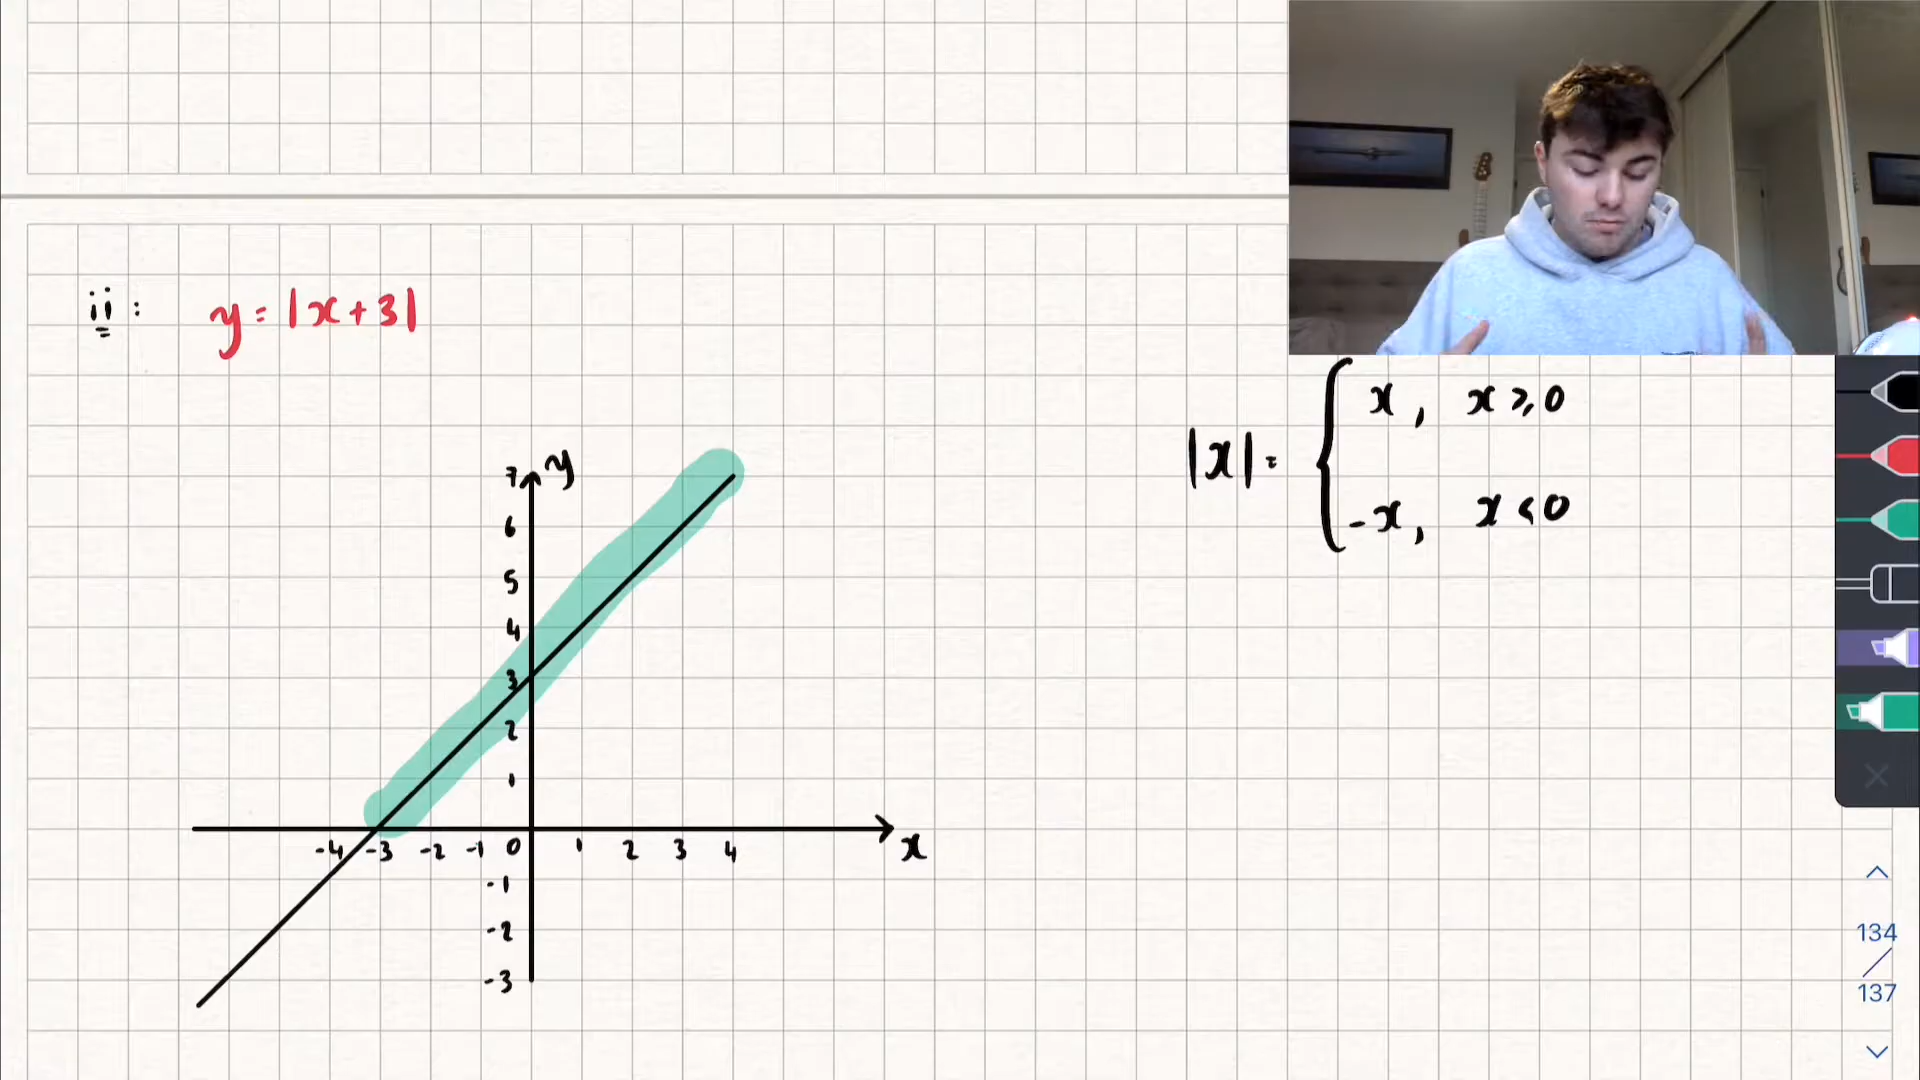 ii : y = |x + 3|
|x| = { x , x ⩾ 0
-x , x < 0
7 y
6
5
4
3
2
1
-4 -3 -2 -1 0 1 2 3 4 x
-1
-2
-3
134
137